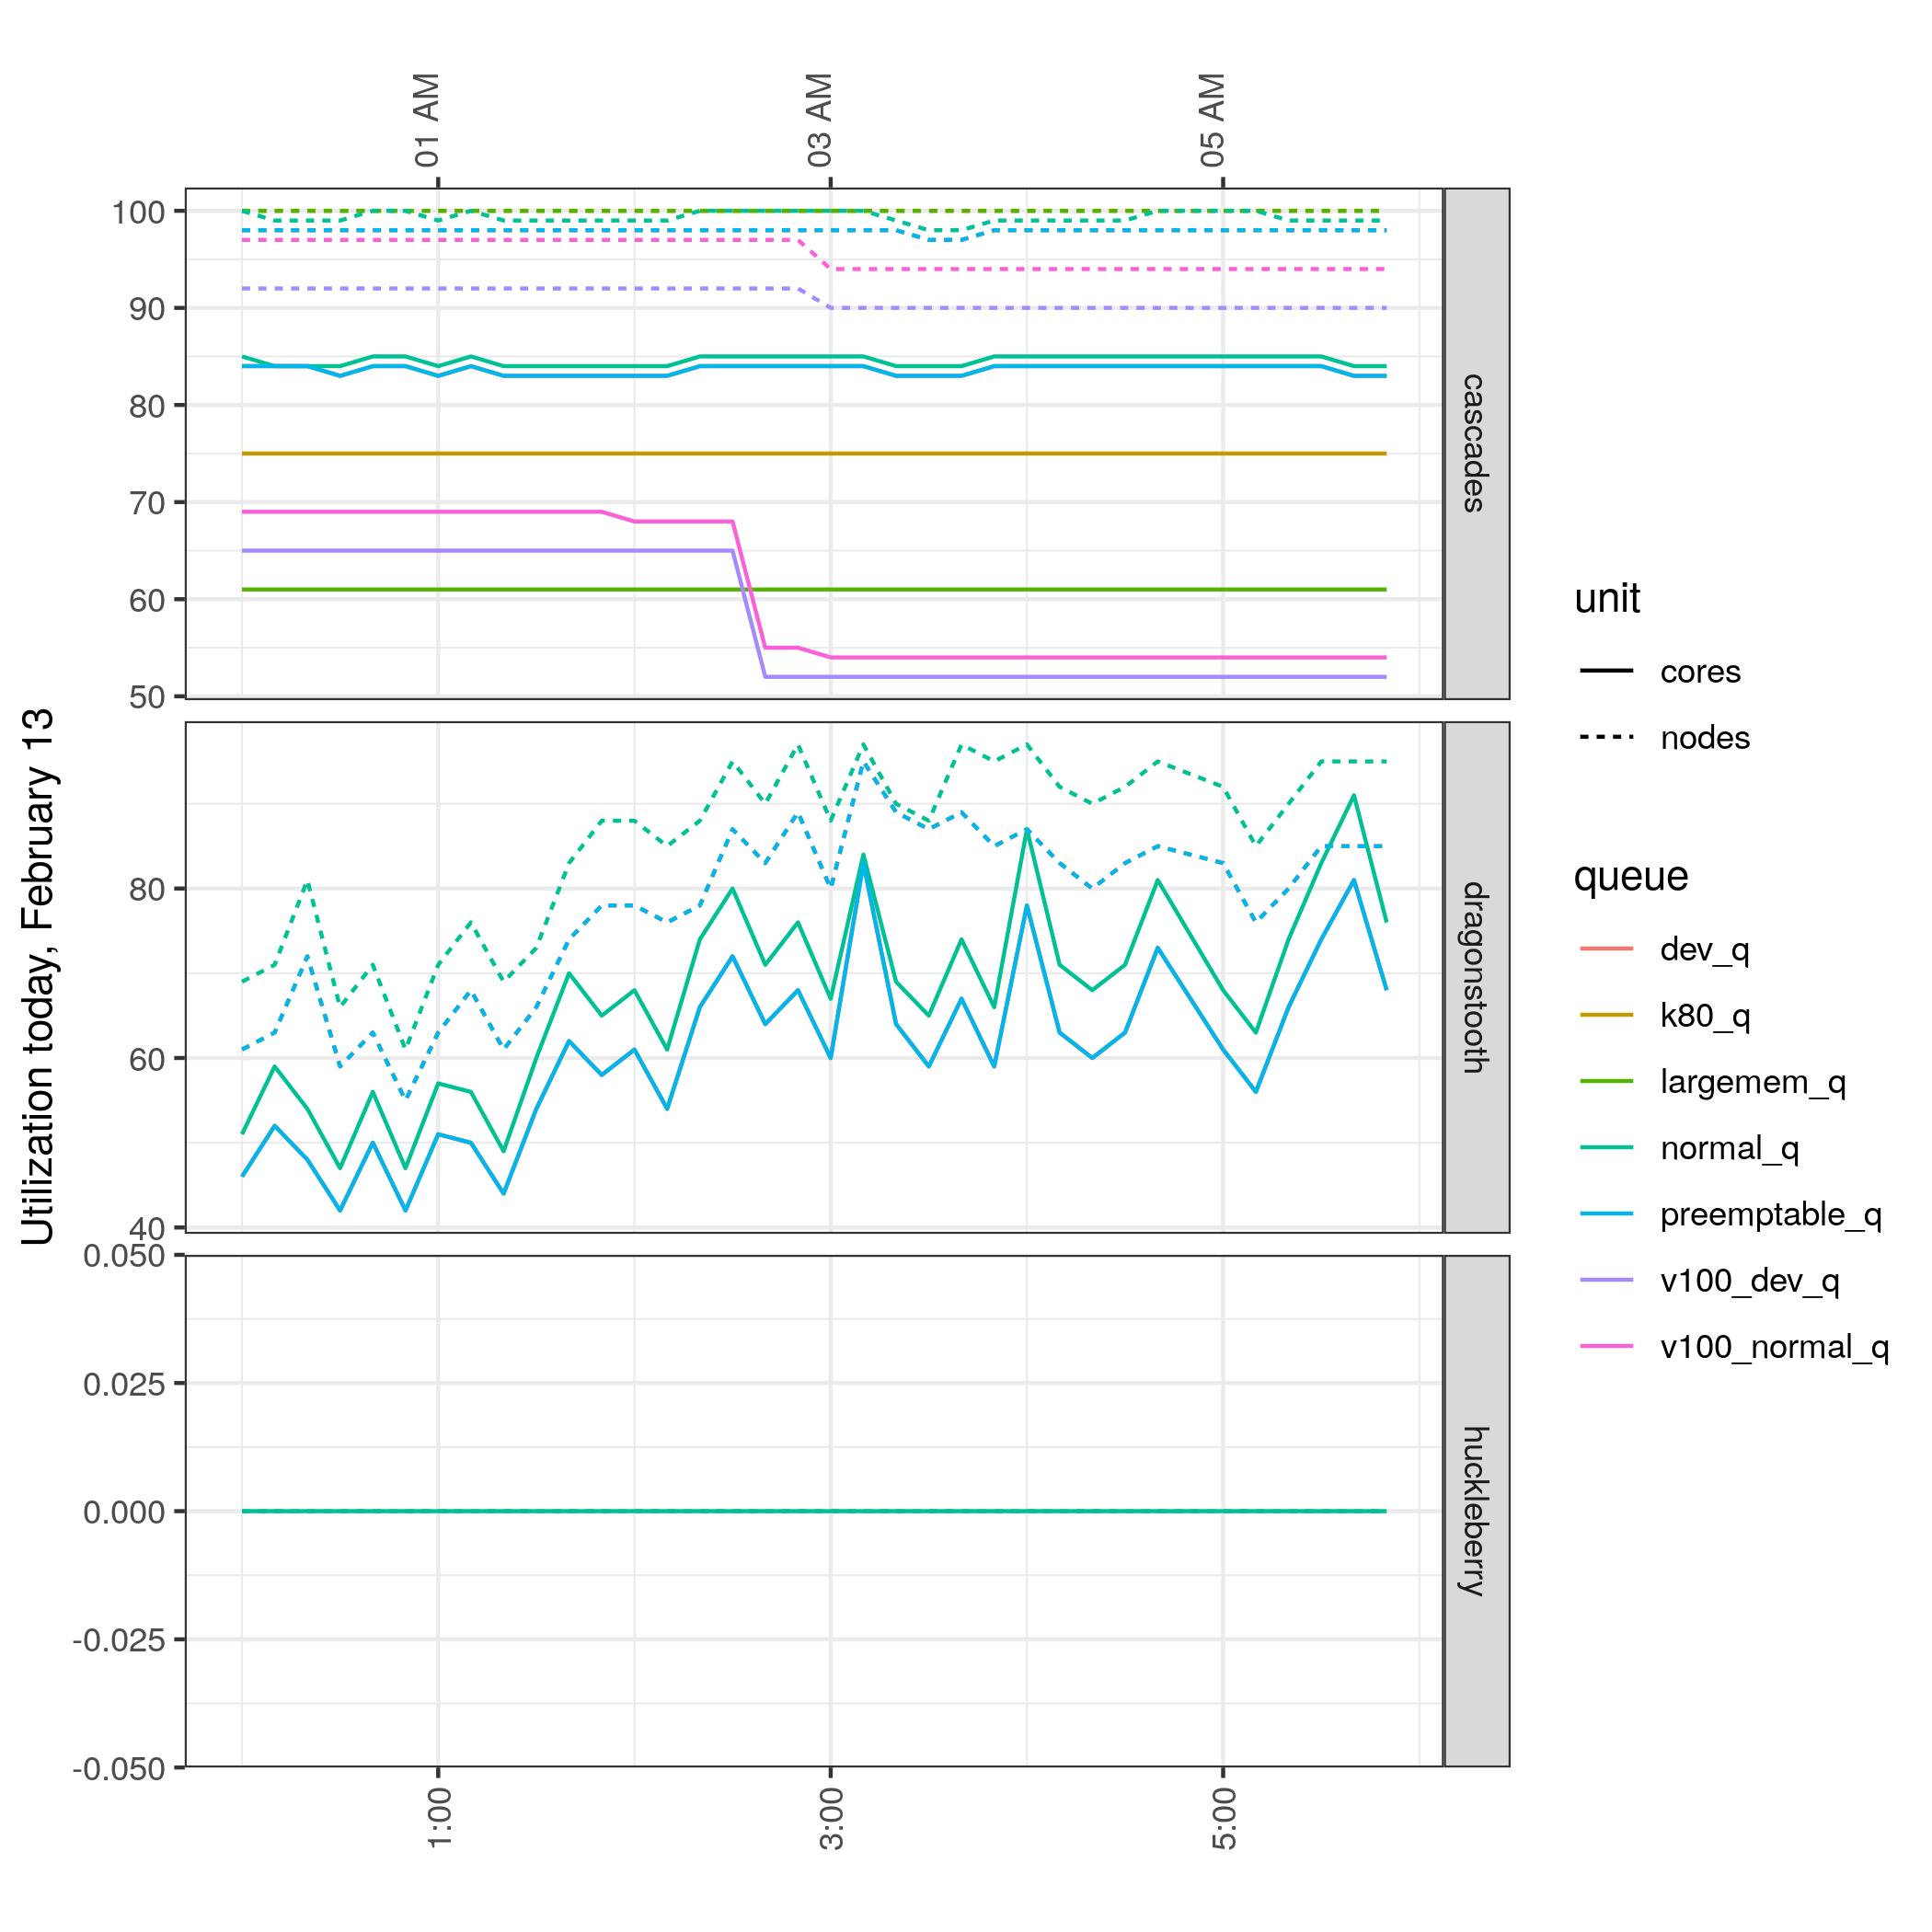 01 AM
03 AM
05 AM
Utilization today, February 13
100
90
80
70
60
50
cascades
80
60
40
dragonstooth
0.050
0.025
0.000
-0.025
-0.050
huckleberry
1:00
3:00
5:00
unit
cores
nodes
queue
dev_q
k80_q
largemem_q
normal_q
preemptable_q
v100_dev_q
v100_normal_q